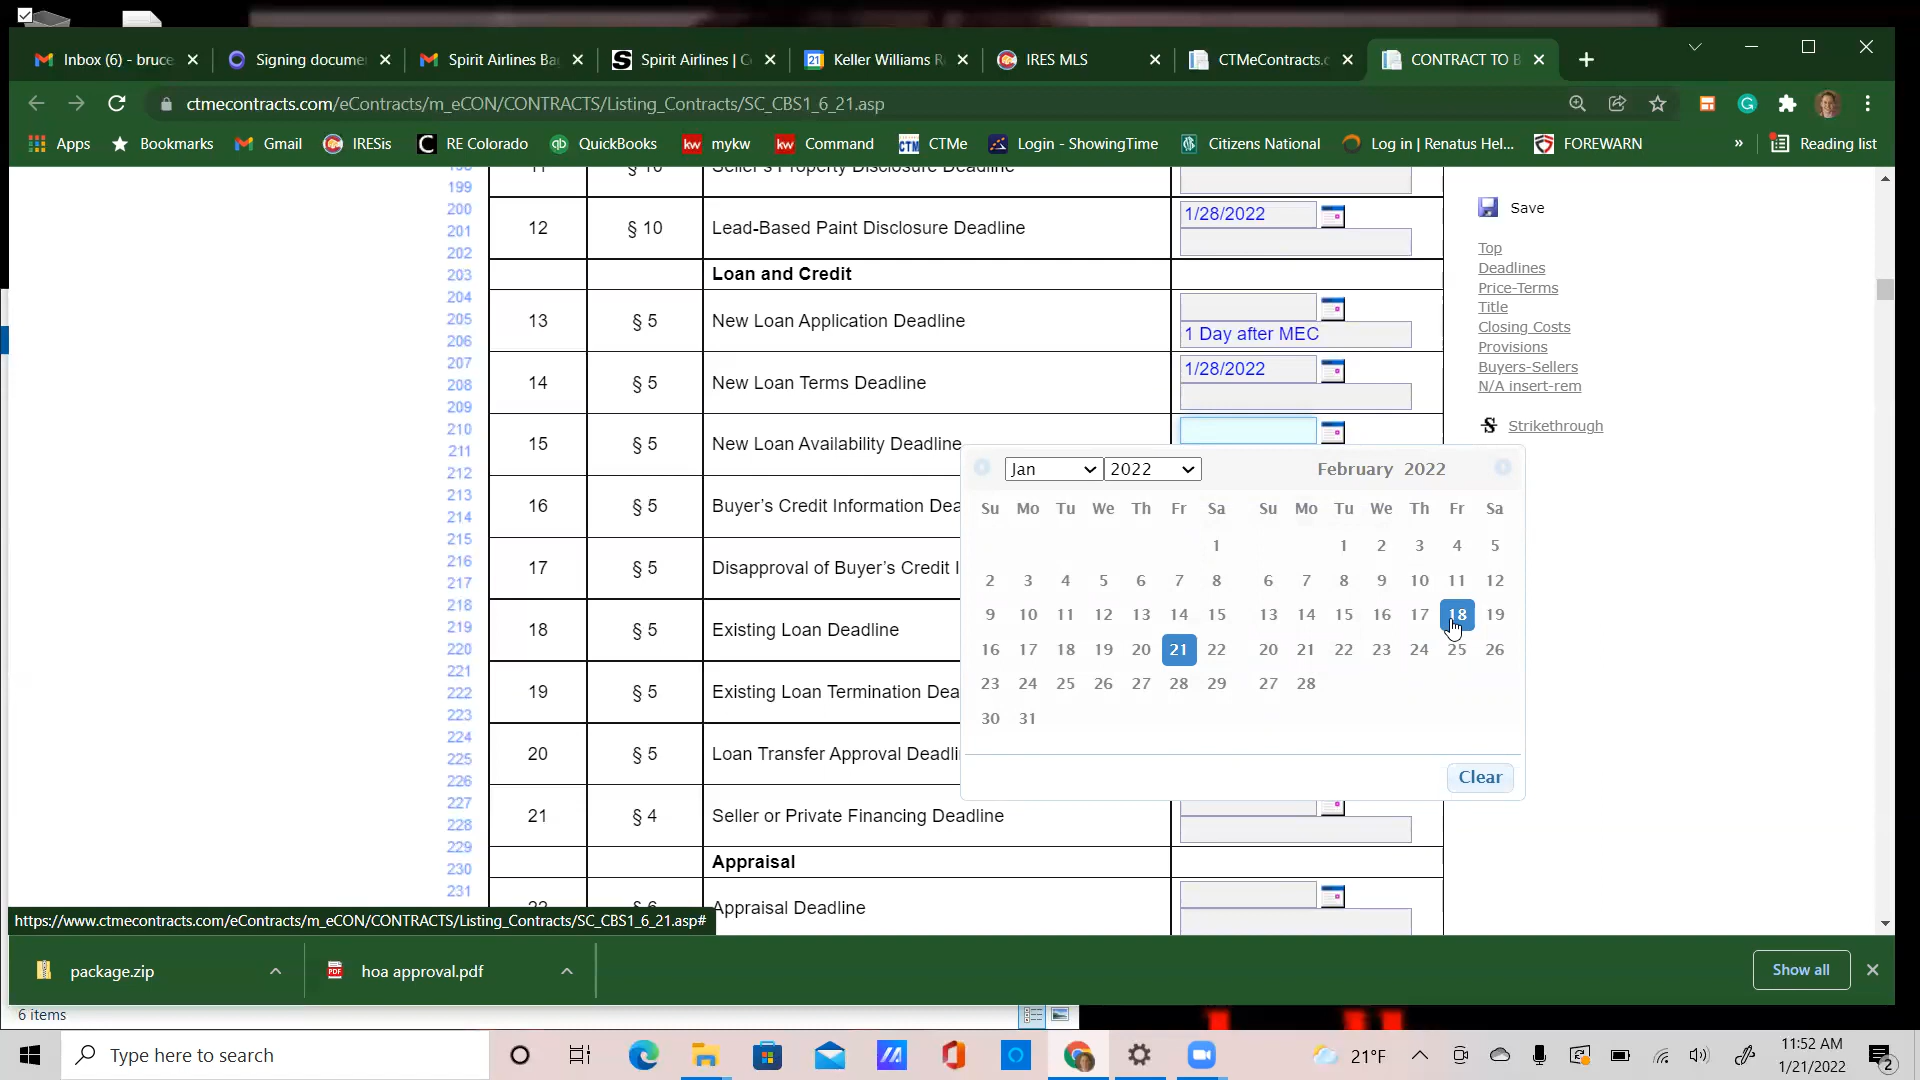 Inbox (6) - bruce
Signing docume
Spirit Airlines Ba
Spirit Airlines | C
Keller Williams R
IRES MLS
CTMeContracts.c
CONTRACT TO B
ctmecontracts.com/eContracts/m_eCON/CONTRACTS/Listing_Contracts/SC_CBS1_6_21.asp
Apps
Bookmarks
Gmail
IRESis
RE Colorado
QuickBooks
kw mykw
kw Command
CTM CTMe
Login - ShowingTime
Citizens National
Log in | Renatus Hel...
FOREWARN
»
Reading list
199
200
201
202
203
204
205
206
207
208
209
210
211
212
213
214
215
216
217
218
219
220
221
222
223
224
225
226
227
228
229
230
231
Seller's Property Disclosure Deadline
12 § 10 Lead-Based Paint Disclosure Deadline 1/28/2022
Loan and Credit
13 § 5 New Loan Application Deadline 1 Day after MEC
14 § 5 New Loan Terms Deadline 1/28/2022
15 § 5 New Loan Availability Deadline
16 § 5 Buyer's Credit Information Dea
17 § 5 Disapproval of Buyer's Credit I
18 § 5 Existing Loan Deadline
19 § 5 Existing Loan Termination Dea
20 § 5 Loan Transfer Approval Deadli
21 § 4 Seller or Private Financing Deadline
Appraisal
22 § 6 Appraisal Deadline
Jan 2022 February 2022
Su Mo Tu We Th Fr Sa Su Mo Tu We Th Fr Sa
1 1 2 3 4 5
2 3 4 5 6 7 8 6 7 8 9 10 11 12
9 10 11 12 13 14 15 13 14 15 16 17 18 19
16 17 18 19 20 21 22 20 21 22 23 24 25 26
23 24 25 26 27 28 29 27 28
30 31
Clear
Save
Top
Deadlines
Price-Terms
Title
Closing Costs
Provisions
Buyers-Sellers
N/A insert-rem
S Strikethrough
https://www.ctmecontracts.com/eContracts/m_eCON/CONTRACTS/Listing_Contracts/SC_CBS1_6_21.asp#
package.zip
hoa approval.pdf
Show all
6 items
Type here to search
21°F
11:52 AM
1/21/2022
2